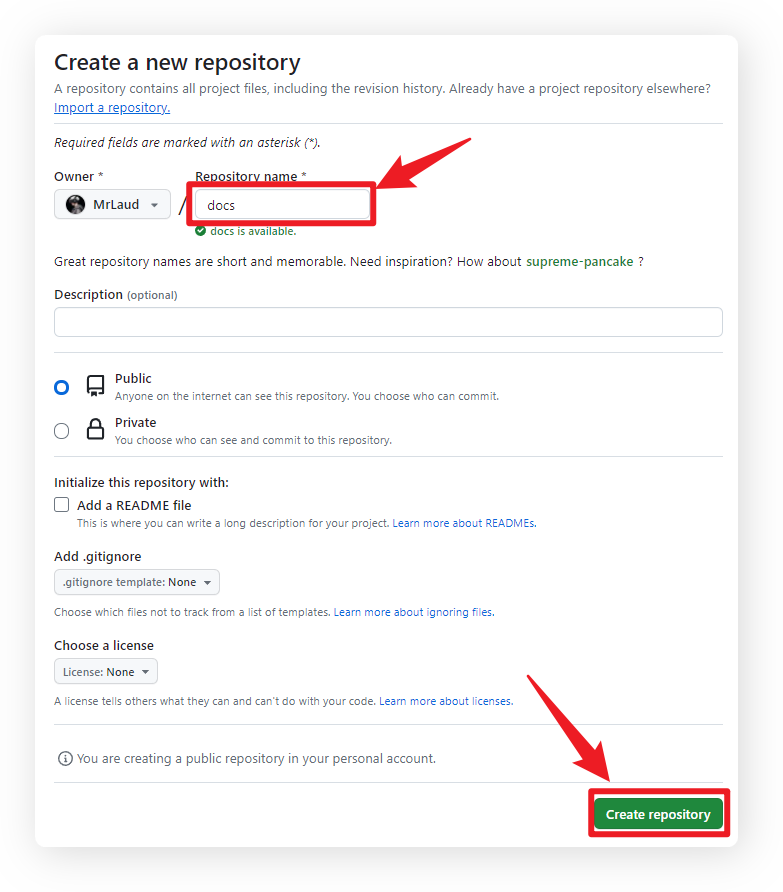 Create a new repository
A repository contains all project files, including the revision history. Already have a project repository elsewhere?
Import a repository.
Required fields are marked with an asterisk (*).
Owner *
Repository name *
MrLaud
/
docs
docs is available.
Great repository names are short and memorable. Need inspiration? How about supreme-pancake ?
Description (optional)
Public
Anyone on the internet can see this repository. You choose who can commit.
Private
You choose who can see and commit to this repository.
Initialize this repository with:
Add a README file
This is where you can write a long description for your project. Learn more about READMEs.
Add .gitignore
.gitignore template: None
Choose which files not to track from a list of templates. Learn more about ignoring files.
Choose a license
License: None
A license tells others what they can and can't do with your code. Learn more about licenses.
You are creating a public repository in your personal account.
Create repository